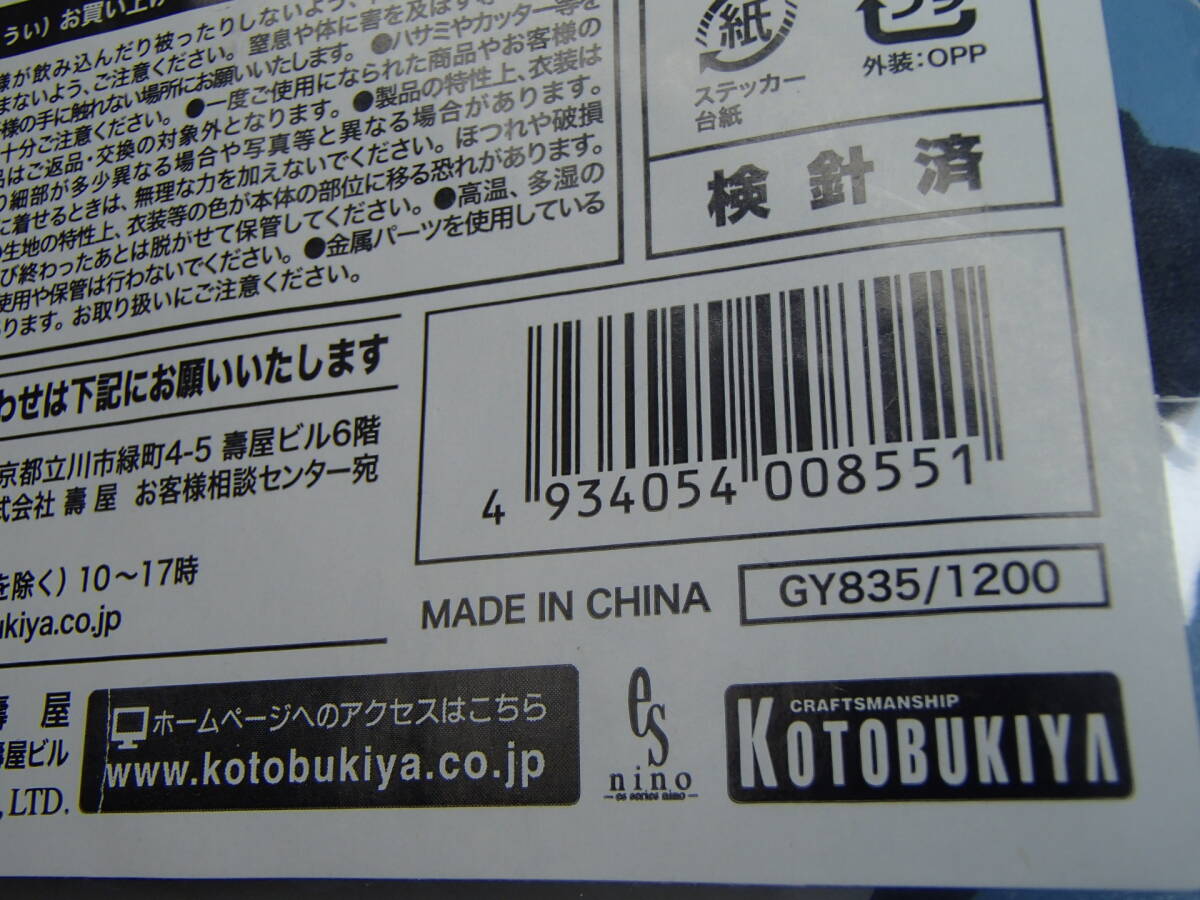 うい）お買い上げ
様が飲み込んだり被ったりしないよう、
まないよう、ご注意ください。窒息や体に害を及ぼす
様の手に触れない場所にお願いいたします。●ハサミやカッター等を
十分ご注意ください。●一度ご使用になられた商品やお客様の
品はご返品・交換の対象外となります。●製品の特性上、衣装は
り細部が多少異なる場合や写真等と異なる場合があります。
に着せるときは、無理な力を加えないでください。ほつれや破損
の生地の特性上、衣装等の色が本体の部位に移る恐れがあります。
び終わったあとは脱がせて保管してください。●高温、多湿の
使用や保管は行わないでください。●金属パーツを使用している
ります。お取り扱いにご注意ください。
紙
ステッカー
台紙
外装：OPP
検針済
わせは下記にお願いいたします
京都立川市緑町4-5 壽屋ビル6階
式会社 壽屋 お客様相談センター宛
を除く）10～17時
ukiya.co.jp
4 934054 008551
MADE IN CHINA
GY835/1200
壽 屋
壽屋ビル
, LTD.
ホームページへのアクセスはこちら
www.kotobukiya.co.jp
es
nino
es series nino
CRAFTSMANSHIP
KOTOBUKIYA